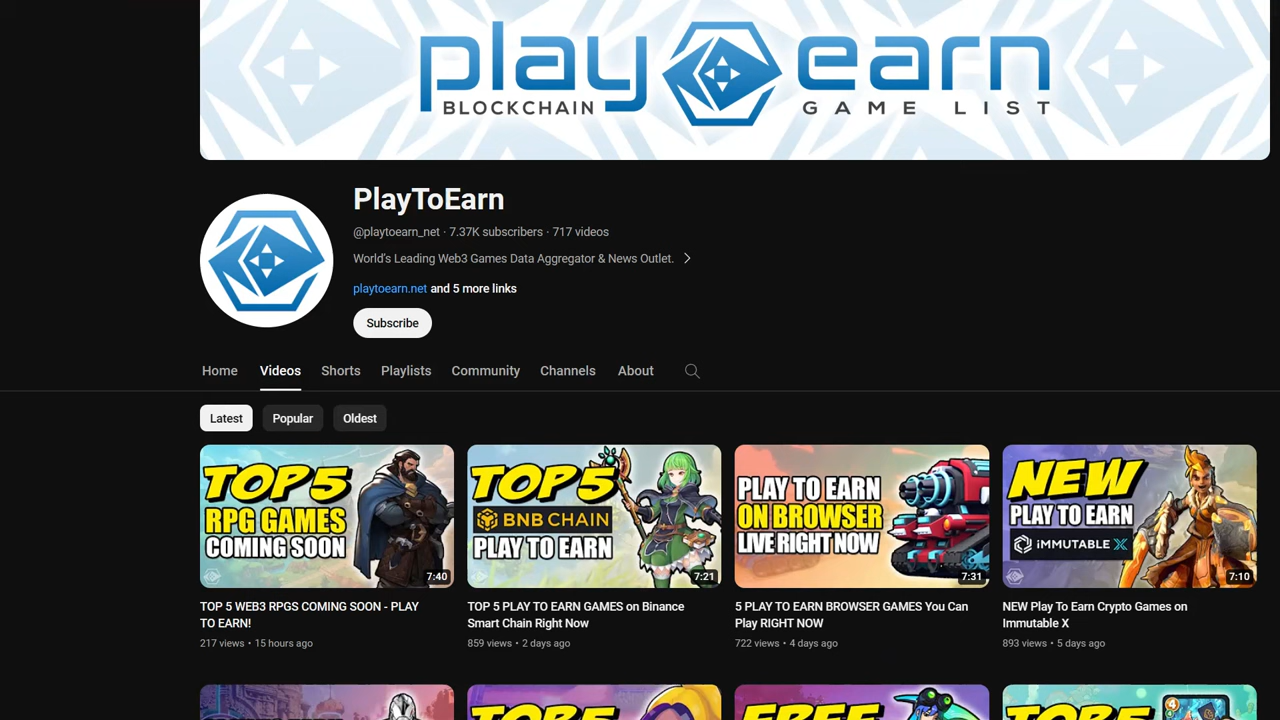 play earn
BLOCKCHAIN GAME LIST
PlayToEarn
@playtoearn_net · 7.37K subscribers · 717 videos
World's Leading Web3 Games Data Aggregator & News Outlet.
playtoearn.net and 5 more links
Subscribe
Home Videos Shorts Playlists Community Channels About
Latest Popular Oldest
TOP 5
RPG GAMES
COMING SOON
7:40
TOP 5
BNB CHAIN
PLAY TO EARN
7:21
PLAY TO EARN
ON BROWSER
LIVE RIGHT NOW
7:31
NEW
PLAY TO EARN
IMMUTABLE X
7:10
TOP 5 WEB3 RPGS COMING SOON - PLAY
TO EARN!
217 views • 15 hours ago
TOP 5 PLAY TO EARN GAMES on Binance
Smart Chain Right Now
859 views • 2 days ago
5 PLAY TO EARN BROWSER GAMES You Can
Play RIGHT NOW
722 views • 4 days ago
NEW Play To Earn Crypto Games on
Immutable X
893 views • 5 days ago
TOP 5
FREE
TOP 5
4